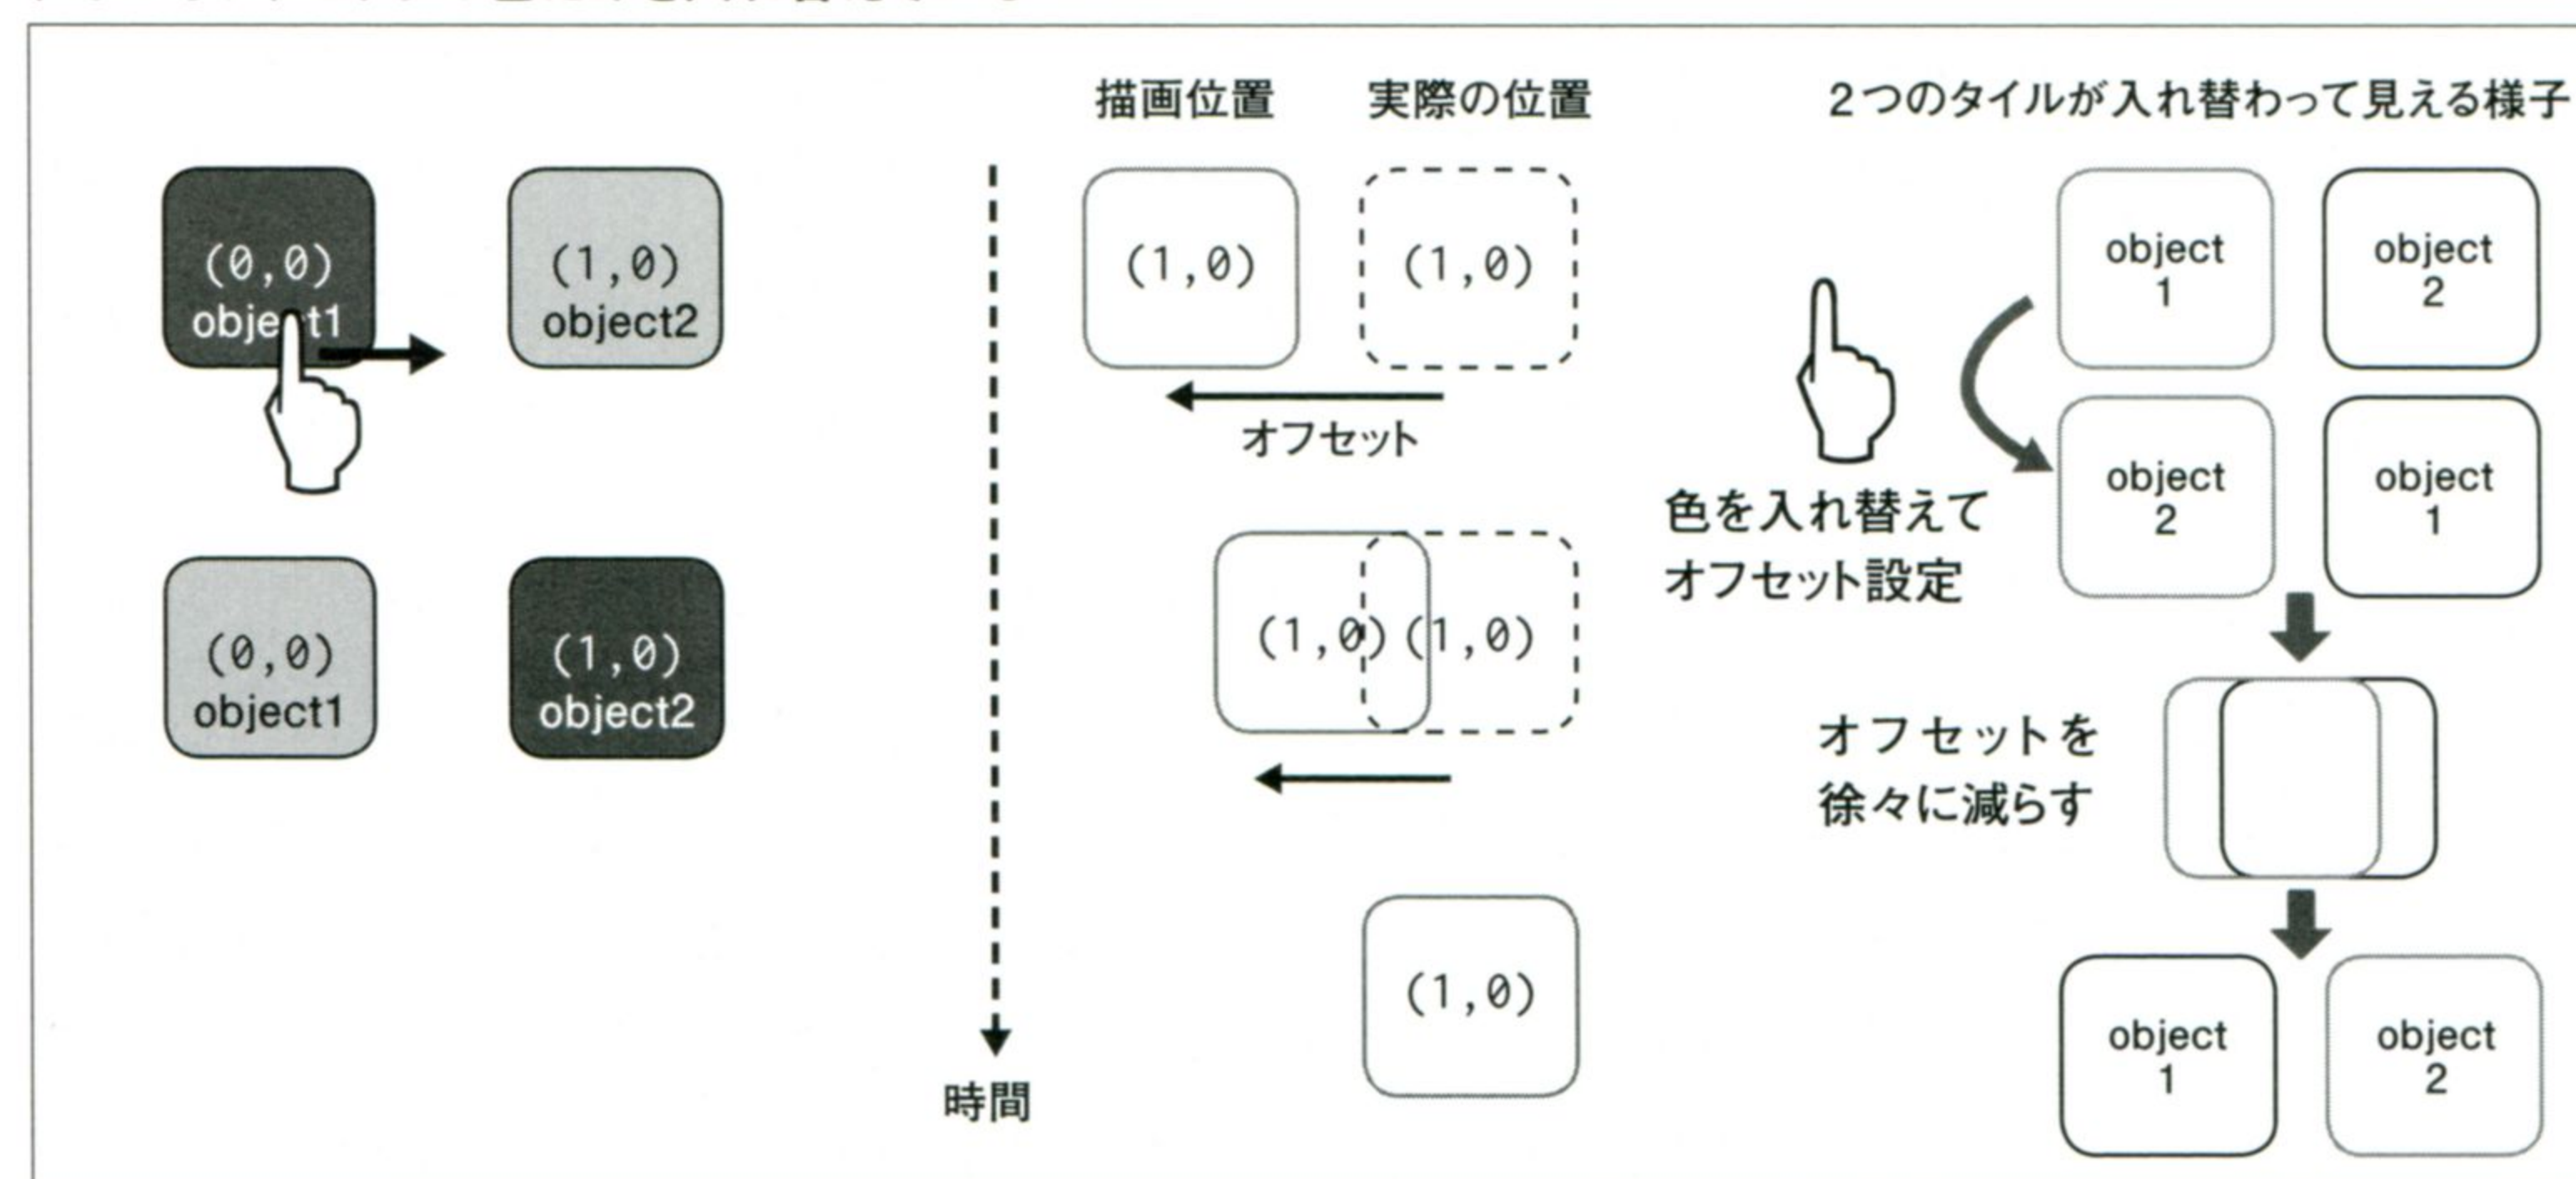 (0,0)
object1
(1,0)
object2
(0,0)
object1
(1,0)
object2
時間
描画位置
実際の位置
(1,0)
(1,0)
オフセット
(1,0)
(1,0)
(1,0)
2つのタイルが入れ替わって見える様子
object
1
object
2
色を入れ替えて
オフセット設定
object
2
object
1
オフセットを
徐々に減らす
object
1
object
2